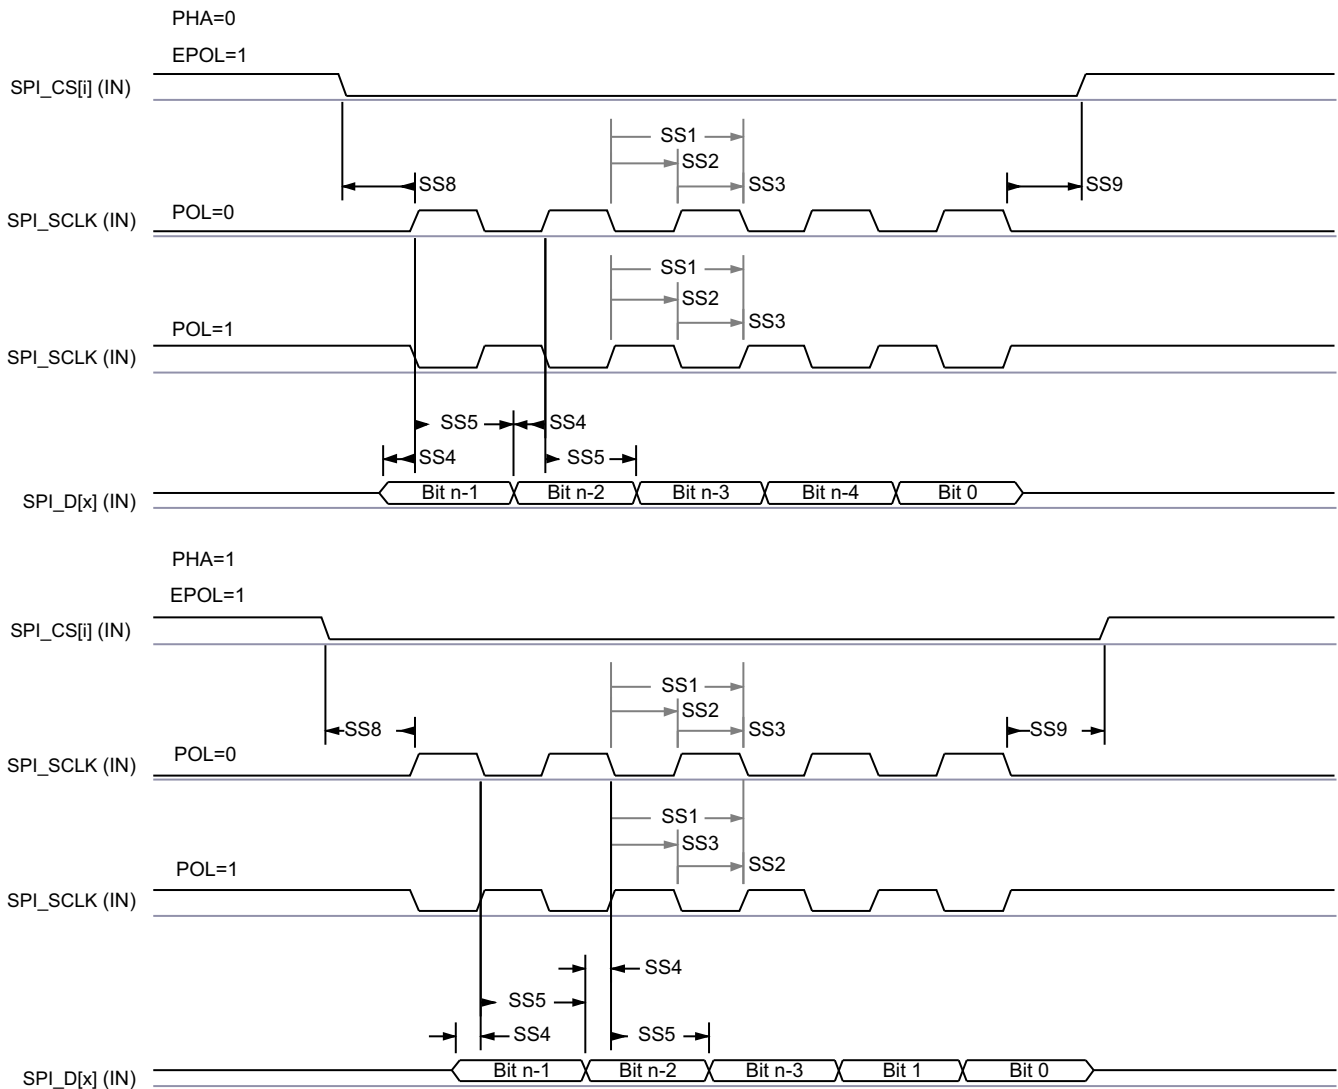 PHA=0
EPOL=1
SPI_CS[i] (IN)
SS1
SS2
SS8
SS3
SS9
POL=0
SPI_SCLK (IN)
SS1
SS2
SS3
POL=1
SPI_SCLK (IN)
SS5
SS4
SS4
SS5
SPI_D[x] (IN)
Bit n-1
Bit n-2
Bit n-3
Bit n-4
Bit 0
PHA=1
EPOL=1
SPI_CS[i] (IN)
SS1
SS2
SS8
SS3
SS9
POL=0
SPI_SCLK (IN)
SS1
SS3
SS2
POL=1
SPI_SCLK (IN)
SS4
SS5
SS4
SS5
SPI_D[x] (IN)
Bit n-1
Bit n-2
Bit n-3
Bit 1
Bit 0